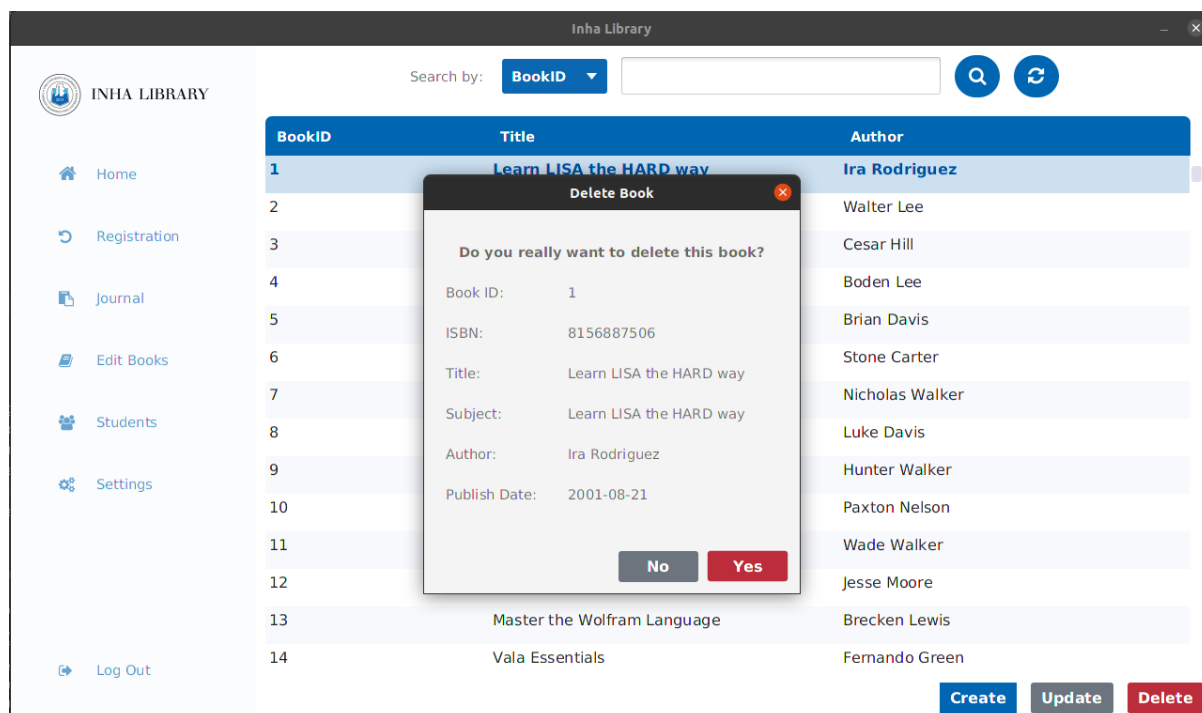 Inha Library
INHA LIBRARY
Search by: BookID
BookID Title Author
1 Learn LISA the HARD way Ira Rodriguez
2 Walter Lee
3 Cesar Hill
4 Boden Lee
5 Brian Davis
6 Stone Carter
7 Nicholas Walker
8 Luke Davis
9 Hunter Walker
10 Paxton Nelson
11 Wade Walker
12 Jesse Moore
13 Master the Wolfram Language Brecken Lewis
14 Vala Essentials Fernando Green
Home
Registration
Journal
Edit Books
Students
Settings
Log Out
Delete Book
Do you really want to delete this book?
Book ID: 1
ISBN: 8156887506
Title: Learn LISA the HARD way
Subject: Learn LISA the HARD way
Author: Ira Rodriguez
Publish Date: 2001-08-21
No Yes
Create Update Delete